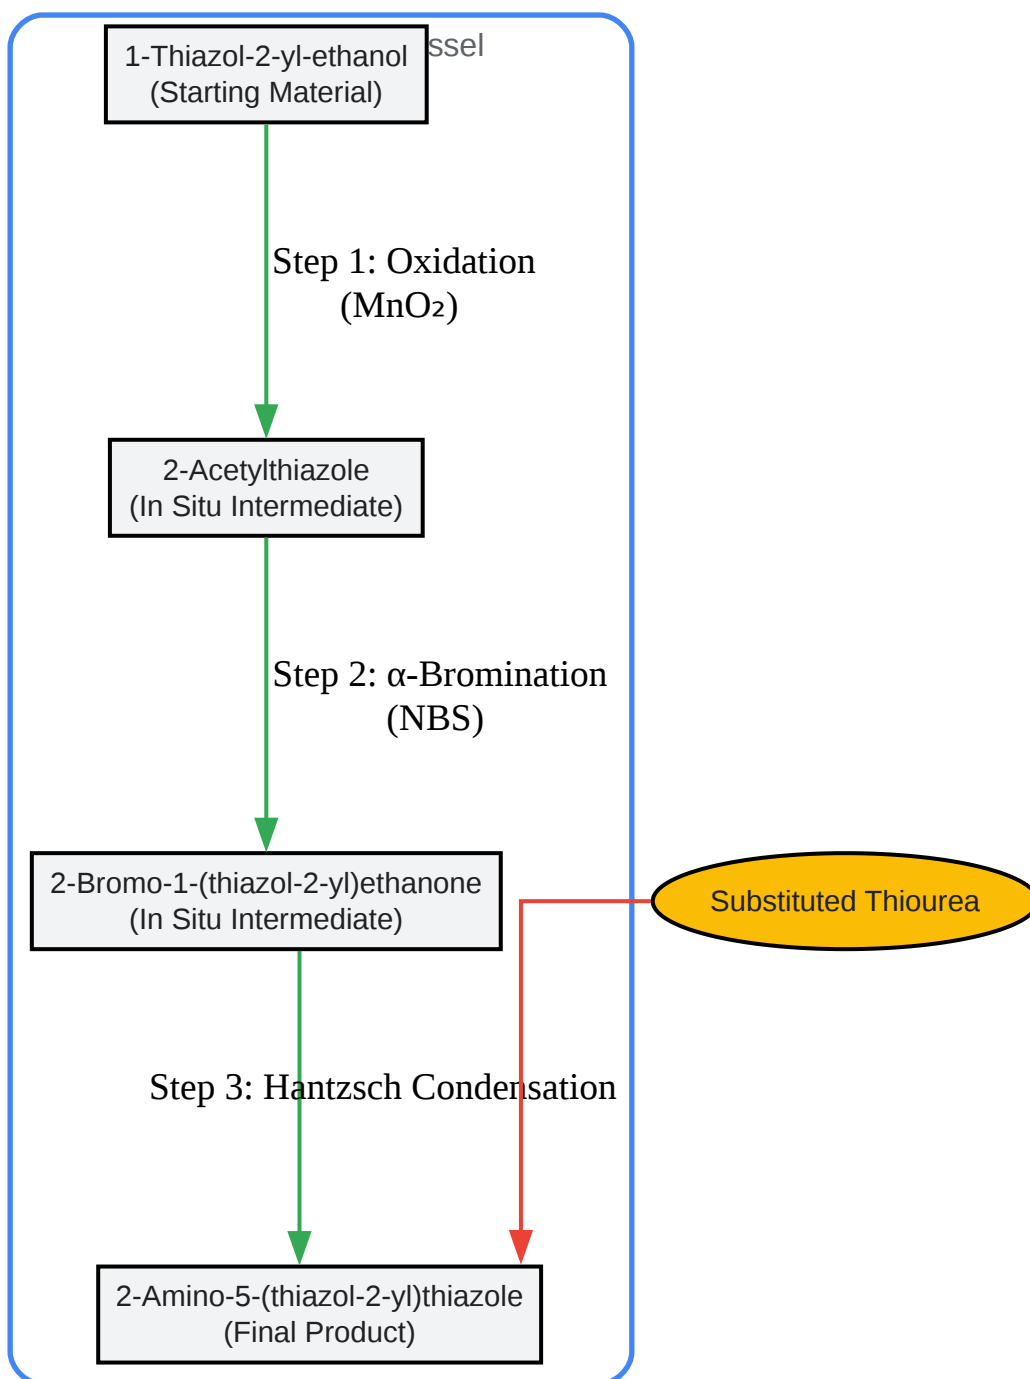 1-Thiazol-2-yl-ethanol
(Starting Material)
Step 1: Oxidation
(MnO₂)
2-Acetylthiazole
(In Situ Intermediate)
Step 2: α-Bromination
(NBS)
2-Bromo-1-(thiazol-2-yl)ethanone
(In Situ Intermediate)
Substituted Thiourea
Step 3: Hantzsch Condensation
2-Amino-5-(thiazol-2-yl)thiazole
(Final Product)